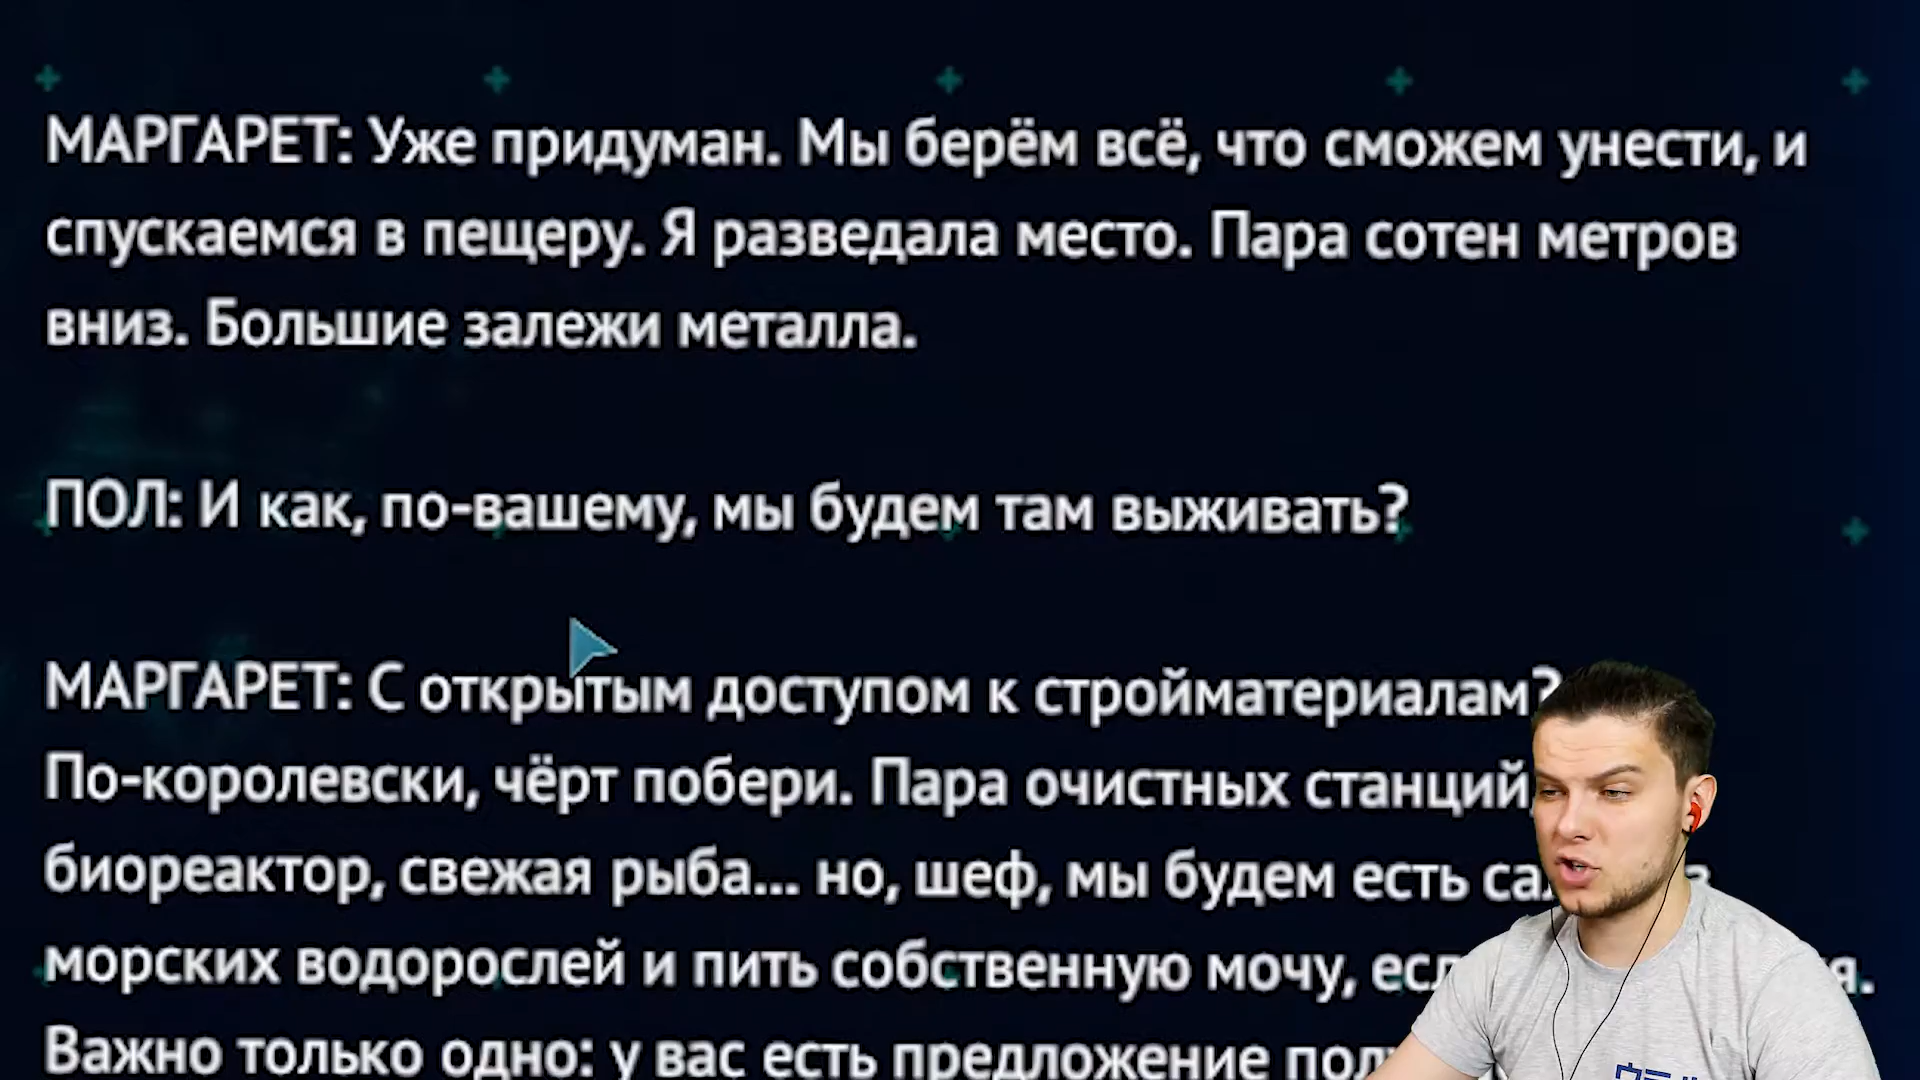 МАРГАРЕТ: Уже придуман. Мы берём всё, что сможем унести, и
спускаемся в пещеру. Я разведала место. Пара сотен метров
вниз. Большие залежи металла.
ПОЛ: И как, по-вашему, мы будем там выживать?
МАРГАРЕТ: С открытым доступом к стройматериалам?
По-королевски, чёрт побери. Пара очистных станций,
биореактор, свежая рыба... но, шеф, мы будем есть
морских водорослей и пить собственную мочу,
Важно только одно: у вас есть предложение